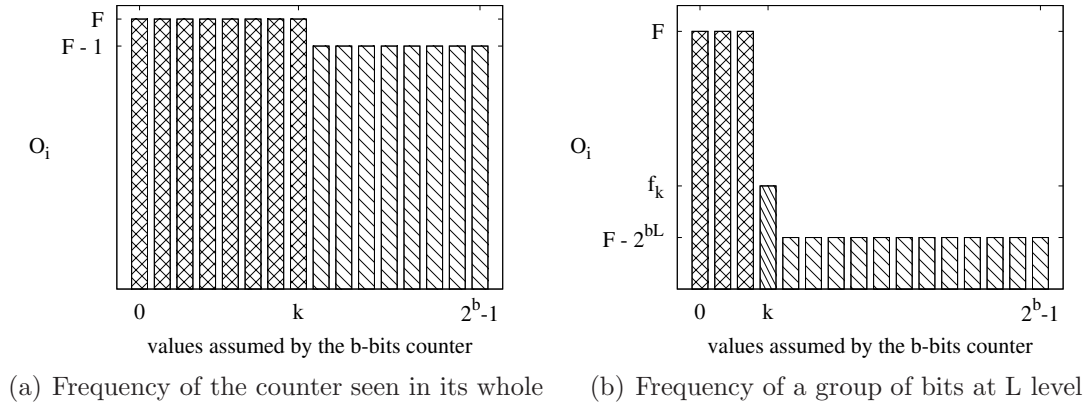 F
F - 1
O_i
0 k 2^b-1
values assumed by the b-bits counter
(a) Frequency of the counter seen in its whole
F
O_i
f_k
F - 2^bL
0 k 2^b-1
values assumed by the b-bits counter
(b) Frequency of a group of bits at L level